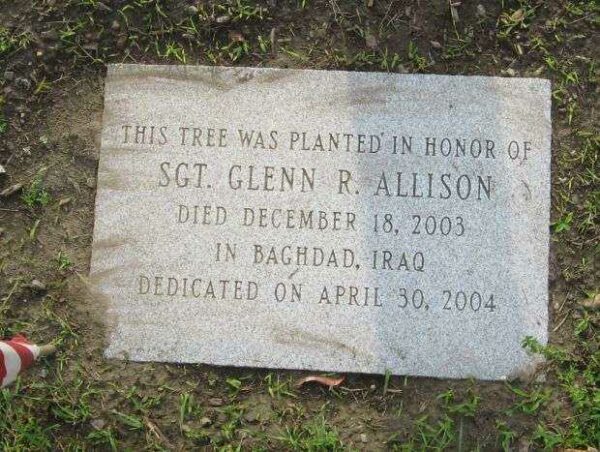 THIS TREE WAS PLANTED IN HONOR OF
SGT. GLENN R. ALLISON
DIED DECEMBER 18, 2003
IN BAGHDAD, IRAQ
DEDICATED ON APRIL 30, 2004